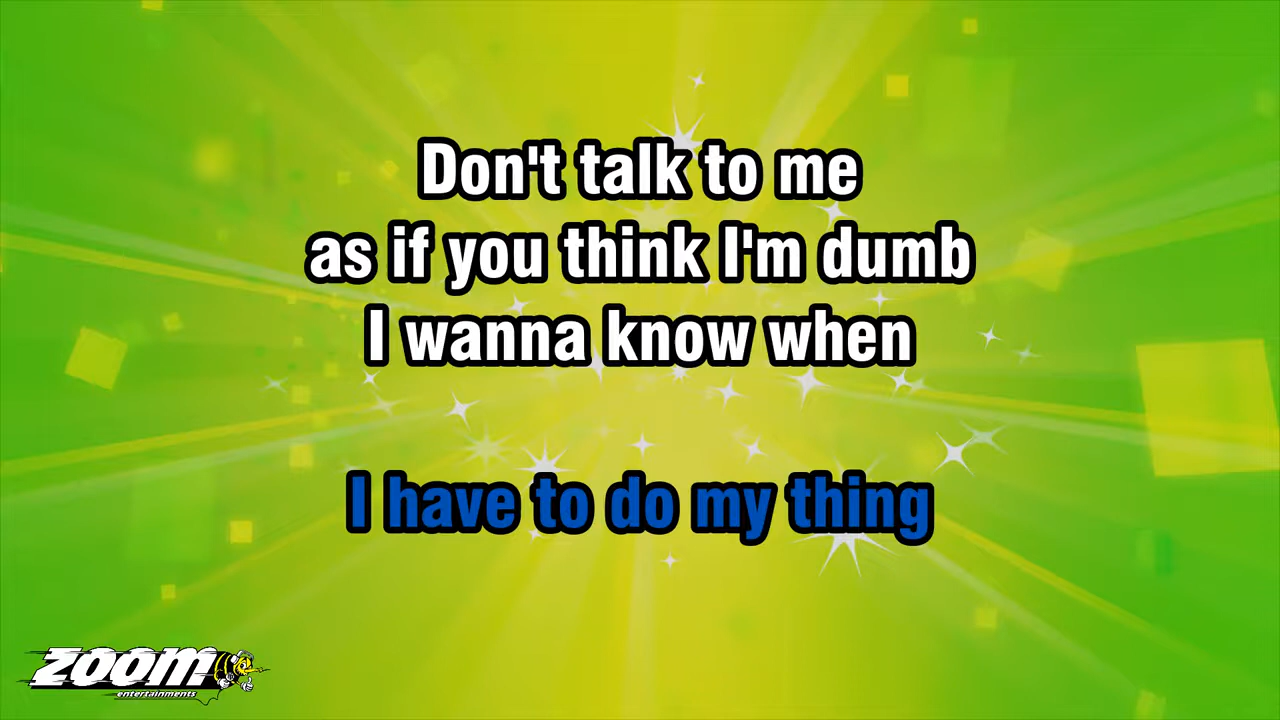 Don't talk to me
as if you think I'm dumb
I wanna know when
I have to do my thing
ZOOM
entertainments